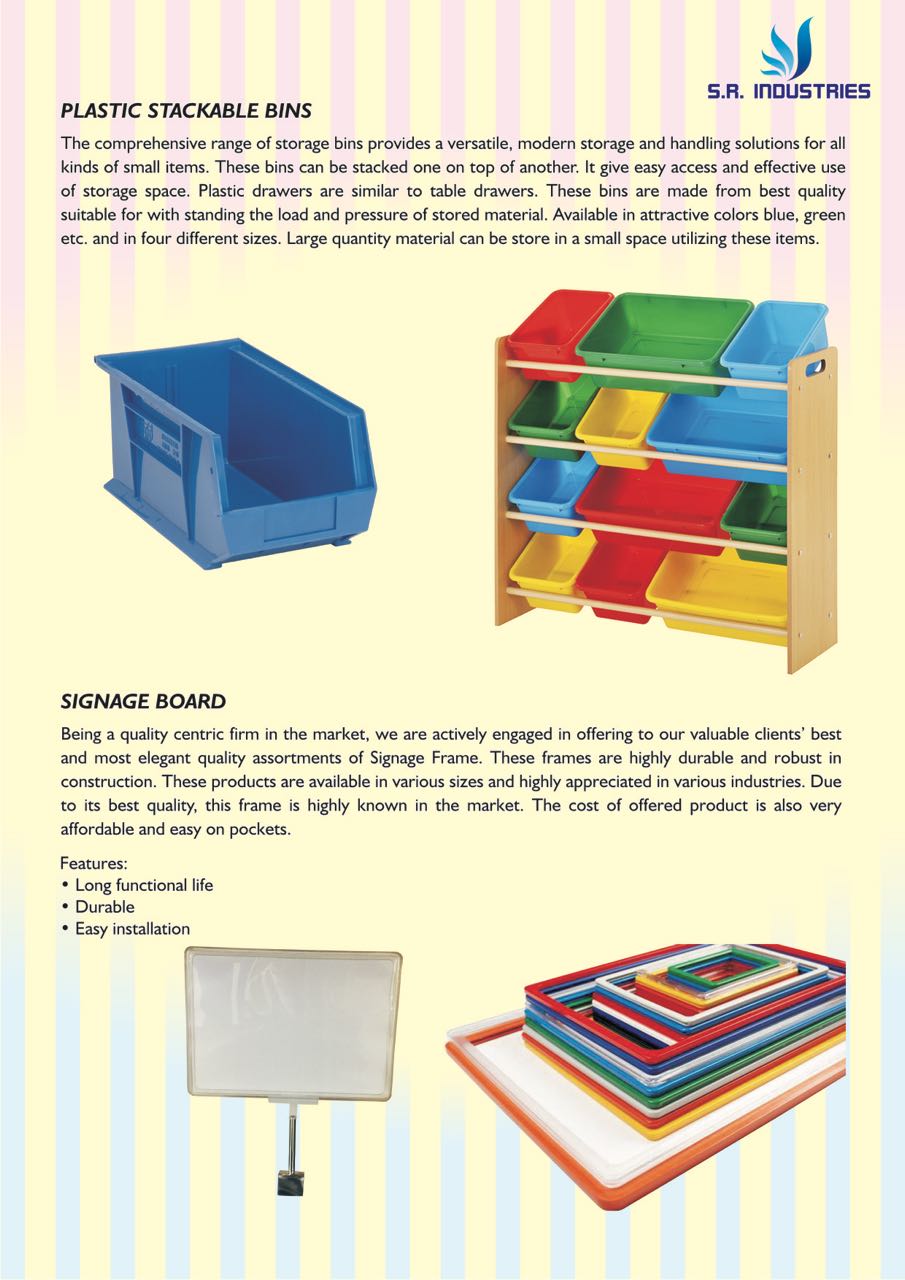 S.R. INDUSTRIES
PLASTIC STACKABLE BINS
The comprehensive range of storage bins provides a versatile, modern storage and handling solutions for all
kinds of small items. These bins can be stacked one on top of another. It give easy access and effective use
of storage space. Plastic drawers are similar to table drawers. These bins are made from best quality
suitable for with standing the load and pressure of stored material. Available in attractive colors blue, green
etc. and in four different sizes. Large quantity material can be store in a small space utilizing these items.
SIGNAGE BOARD
Being a quality centric firm in the market, we are actively engaged in offering to our valuable clients’ best
and most elegant quality assortments of Signage Frame. These frames are highly durable and robust in
construction. These products are available in various sizes and highly appreciated in various industries. Due
to its best quality, this frame is highly known in the market. The cost of offered product is also very
affordable and easy on pockets.
Features:
• Long functional life
• Durable
• Easy installation